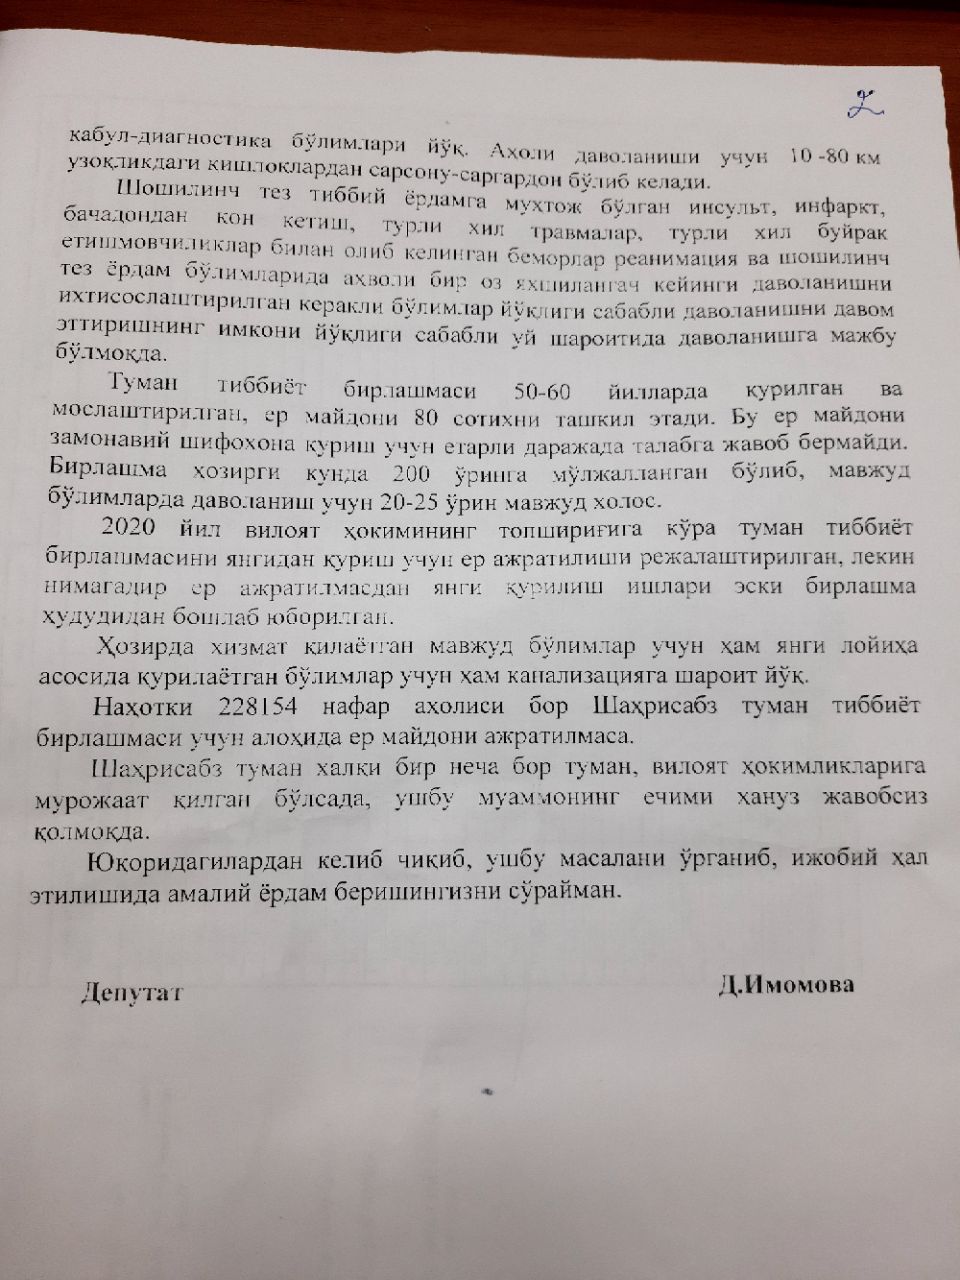 2
қабул-диагностика бўлимлари йўқ. Аҳоли даволаниши учун 10 -80 км
узоқликдаги кишлоклардан сарсону-саргардон бўлиб келади.
Шошилинч тез тиббий ёрдамга мухтож бўлган инсульт, инфаркт,
бачадондан кон кетиш, турли хил травмалар, турли хил буйрак
етишмовчиликлар билан олиб келинган беморлар реанимация ва шошилинч
тез ёрдам бўлимларида ахволи бир оз яхшилангач кейинги даволанишни
ихтисослаштирилган керакли бўлимлар йўқлиги сабабли даволанишни давом
эттиришнинг имкони йўқлиги сабабли уй шароитида даволанишга мажбу
бўлмоқда.
Туман тиббиёт бирлашмаси 50-60 йилларда қурилган ва
мослаштирилган, ер майдони 80 сотихни ташкил этади. Бу ер майдони
замонавий шифохона қуриш учун етарли даражада талабга жавоб бермайди.
Бирлашма ҳозирги кунда 200 ўринга мўлжалланган бўлиб, мавжуд
бўлимларда даволаниш учун 20-25 ўрин мавжуд холос.
2020 йил вилоят ҳокимининг топшириғига кўра туман тиббиёт
бирлашмасини янгидан қуриш учун ер ажратилиши режалаштирилган, лекин
нимагадир ер ажратилмасдан янги қурилиш ишлари эски бирлашма
ҳудудидан бошлаб юборилган.
Ҳозирда хизмат қилаётган мавжуд бўлимлар учун ҳам янги лойиҳа
асосида қурилаётган бўлимлар учун ҳам канализацияга шароит йўқ.
Наҳотки 228154 нафар аҳолиси бор Шаҳрисабз туман тиббиёт
бирлашмаси учун алоҳида ер майдони ажратилмаса.
Шаҳрисабз туман халқи бир неча бор туман, вилоят ҳокимликларига
мурожаат қилган бўлсада, ушбу муаммонинг ечими ҳануз жавобсиз
қолмоқда.
Юқоридагилардан келиб чиқиб, ушбу масалани ўрганиб, ижобий ҳал
этилишида амалий ёрдам беришингизни сўрайман.
Депутат Д.Имомова